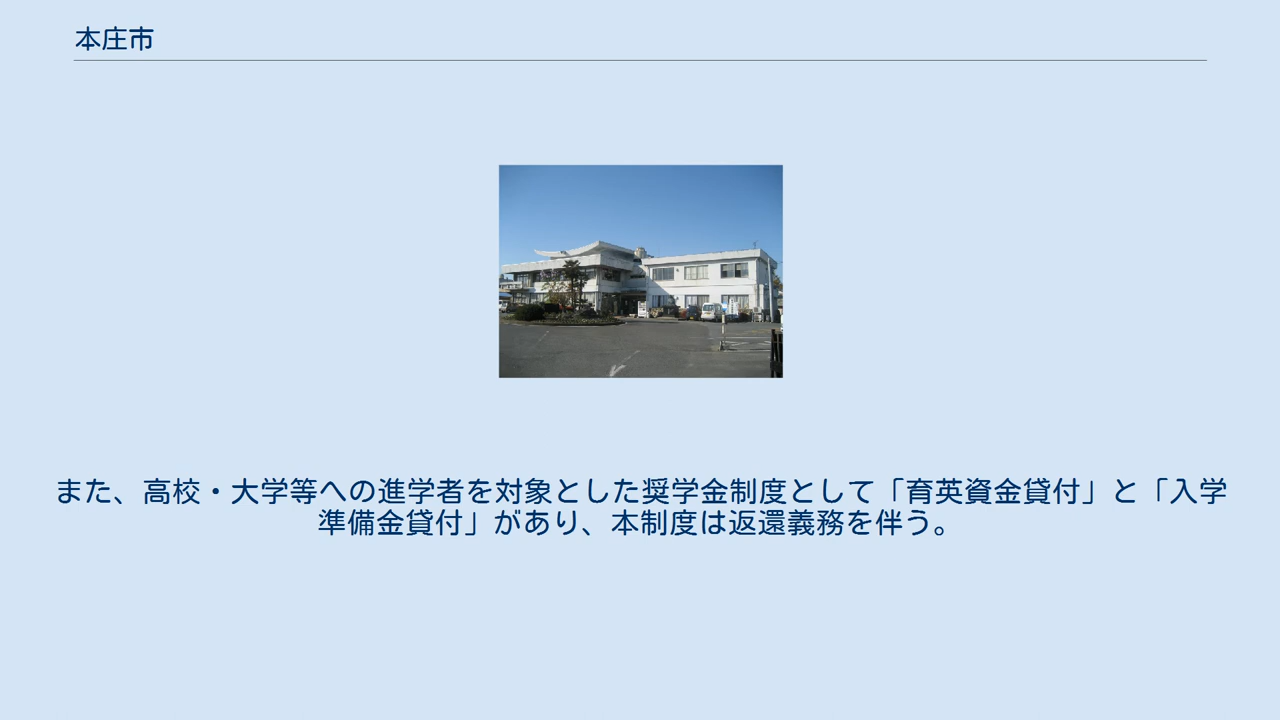 本庄市
また、高校・大学等への進学者を対象とした奨学金制度として「育英資金貸付」と「入学
準備金貸付」があり、本制度は返還義務を伴う。